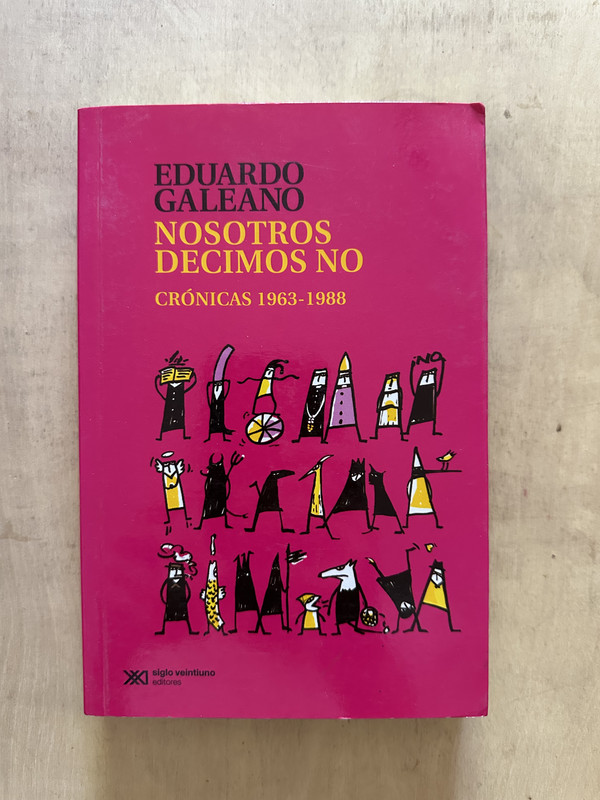 EDUARDO
GALEANO
NOSOTROS
DECIMOS NO
CRÓNICAS 1963-1988
¡NO
siglo veintiuno
editores